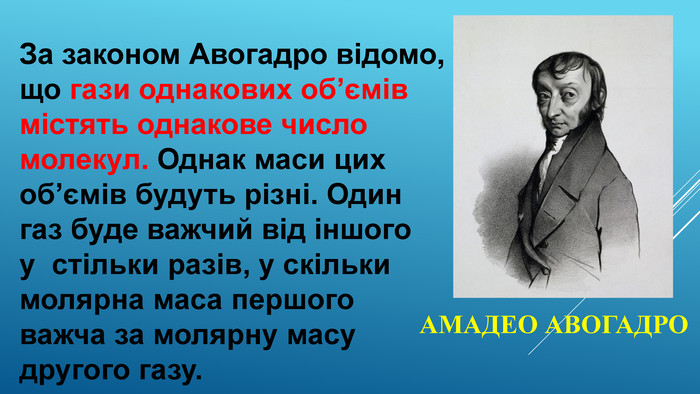 За законом Авогадро відомо,
що гази однакових об’ємів
містять однакове число
молекул. Однак маси цих
об’ємів будуть різні. Один
газ буде важчий від іншого
у  стільки разів, у скільки
молярна маса першого
важча за молярну масу
другого газу.
АМАДЕО АВОГАДРО